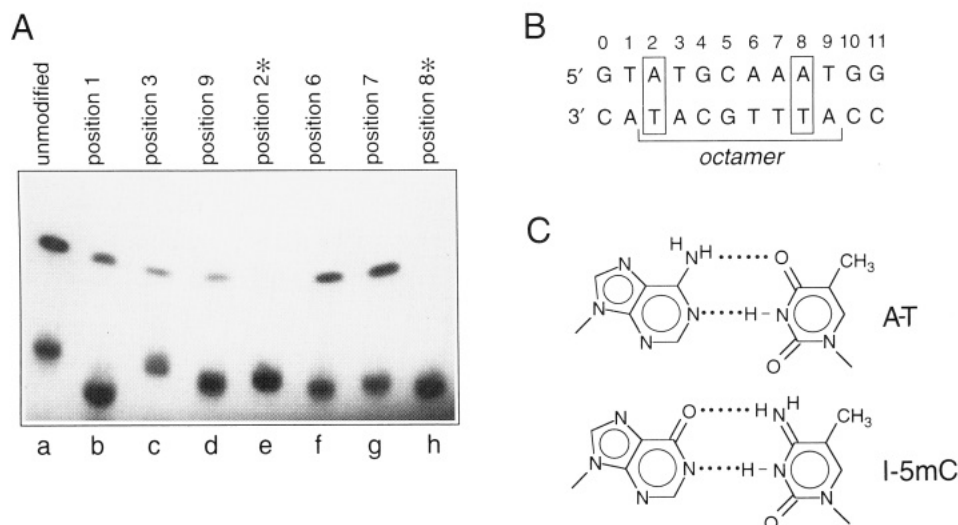 A
unmodified
position 1
position 3
position 9
position 2*
position 6
position 7
position 8*
a b c d e f g h
B
0 1 2 3 4 5 6 7 8 9 10 11
5′ G T A T G C A A A T G G
3′ C A T A C G T T T A C C
octamer
C
H
H
N
O
CH3
N
N
N
N
N
H – N
O
N
A-T
O
H
H
N
CH3
N
N
N
N
H – N
O
N
I-5mC